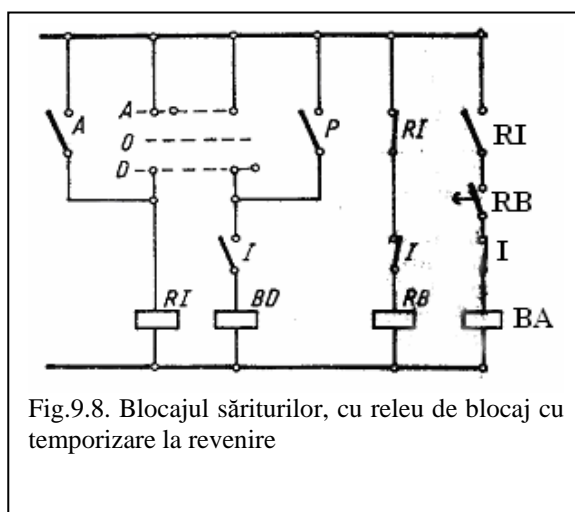 A
A
O
D
P
RI
RI
RB
I
I
I
RI
BD
RB
BA
Fig.9.8. Blocajul săriturilor, cu releu de blocaj cu
temporizare la revenire